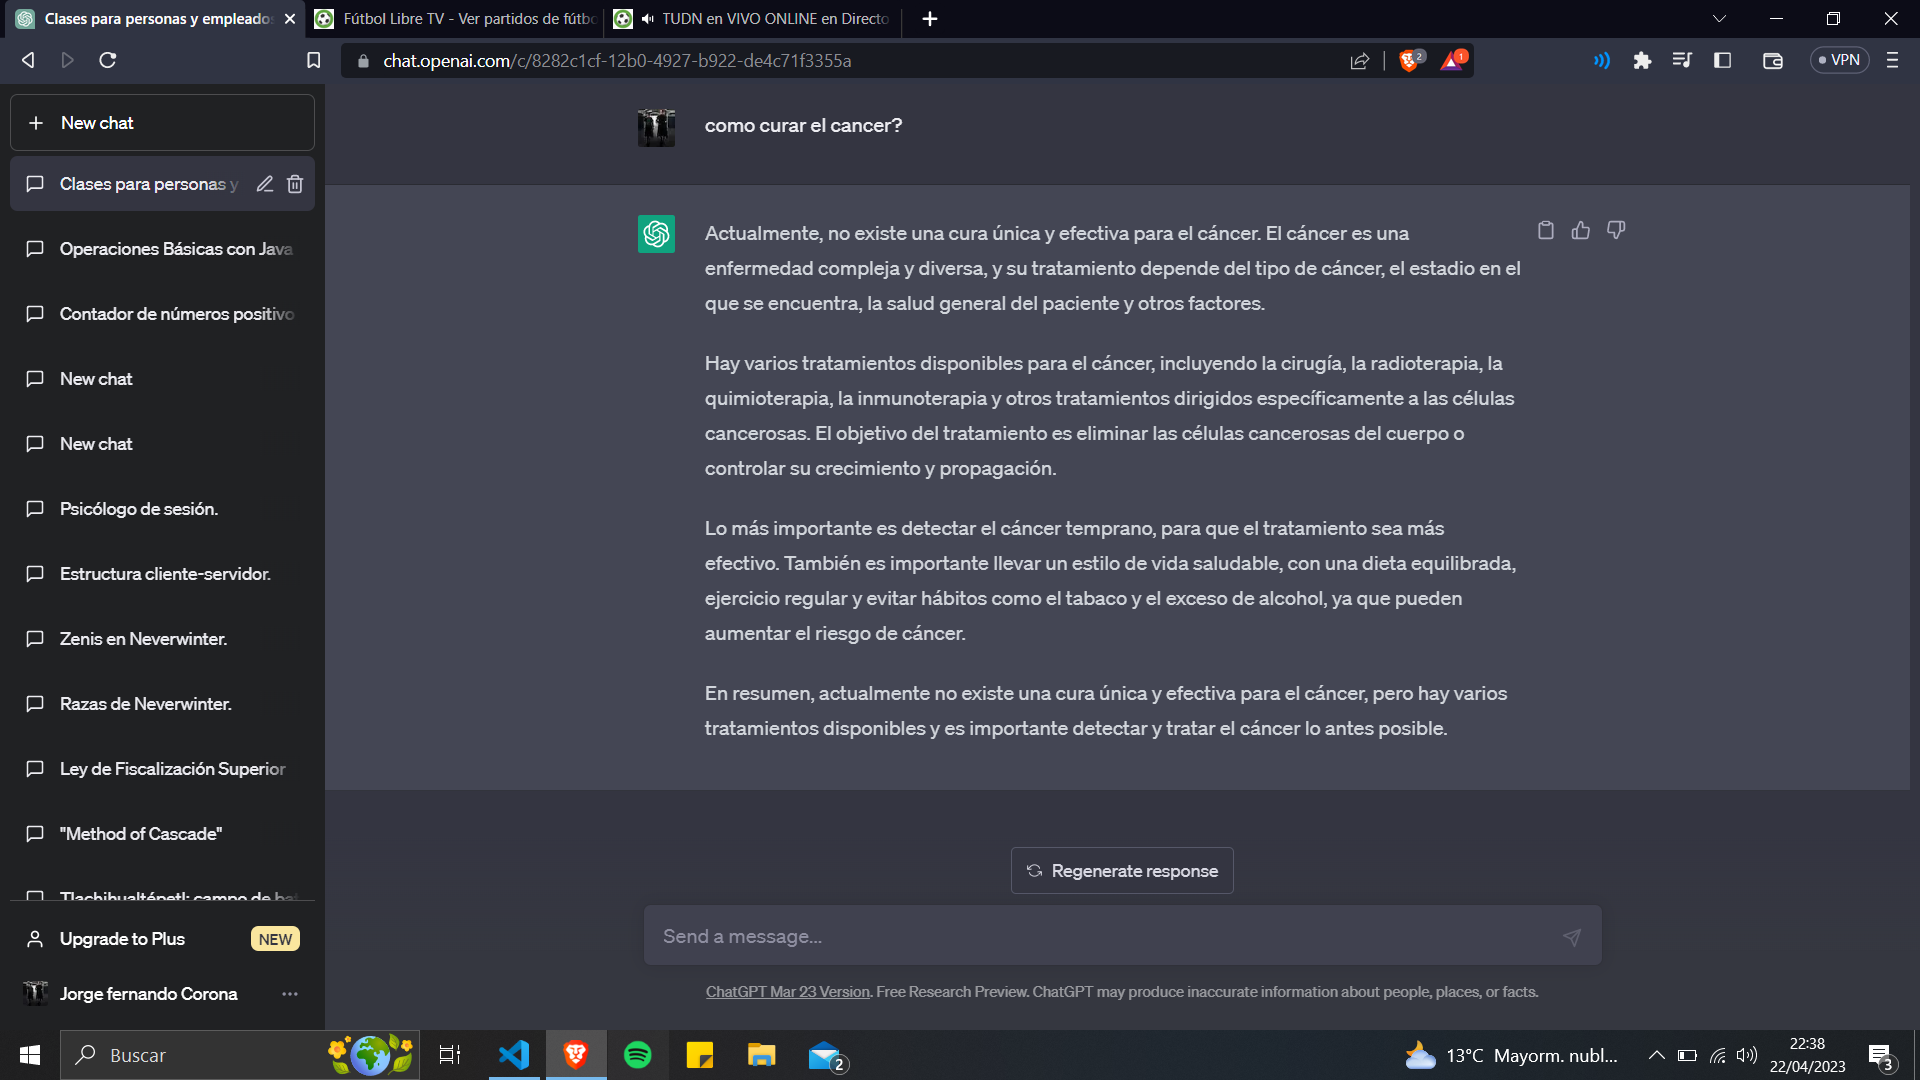 Clases para personas y empleados
Fútbol Libre TV - Ver partidos de fútbo
TUDN en VIVO ONLINE en Directo
chat.openai.com/c/8282c1cf-12b0-4927-b922-de4c71f3355a
2
1
VPN
New chat
Clases para personas y
Operaciones Básicas con Java
Contador de números positivo
New chat
New chat
Psicólogo de sesión.
Estructura cliente-servidor.
Zenis en Neverwinter.
Razas de Neverwinter.
Ley de Fiscalización Superior
"Method of Cascade"
Tlachihualtépetl: campo de bat
Upgrade to Plus
NEW
Jorge fernando Corona
como curar el cancer?
Actualmente, no existe una cura única y efectiva para el cáncer. El cáncer es una
enfermedad compleja y diversa, y su tratamiento depende del tipo de cáncer, el estadio en el
que se encuentra, la salud general del paciente y otros factores.
Hay varios tratamientos disponibles para el cáncer, incluyendo la cirugía, la radioterapia, la
quimioterapia, la inmunoterapia y otros tratamientos dirigidos específicamente a las células
cancerosas. El objetivo del tratamiento es eliminar las células cancerosas del cuerpo o
controlar su crecimiento y propagación.
Lo más importante es detectar el cáncer temprano, para que el tratamiento sea más
efectivo. También es importante llevar un estilo de vida saludable, con una dieta equilibrada,
ejercicio regular y evitar hábitos como el tabaco y el exceso de alcohol, ya que pueden
aumentar el riesgo de cáncer.
En resumen, actualmente no existe una cura única y efectiva para el cáncer, pero hay varios
tratamientos disponibles y es importante detectar y tratar el cáncer lo antes posible.
Regenerate response
Send a message...
ChatGPT Mar 23 Version. Free Research Preview. ChatGPT may produce inaccurate information about people, places, or facts.
Buscar
2
13°C Mayorm. nubl...
22:38
22/04/2023
3